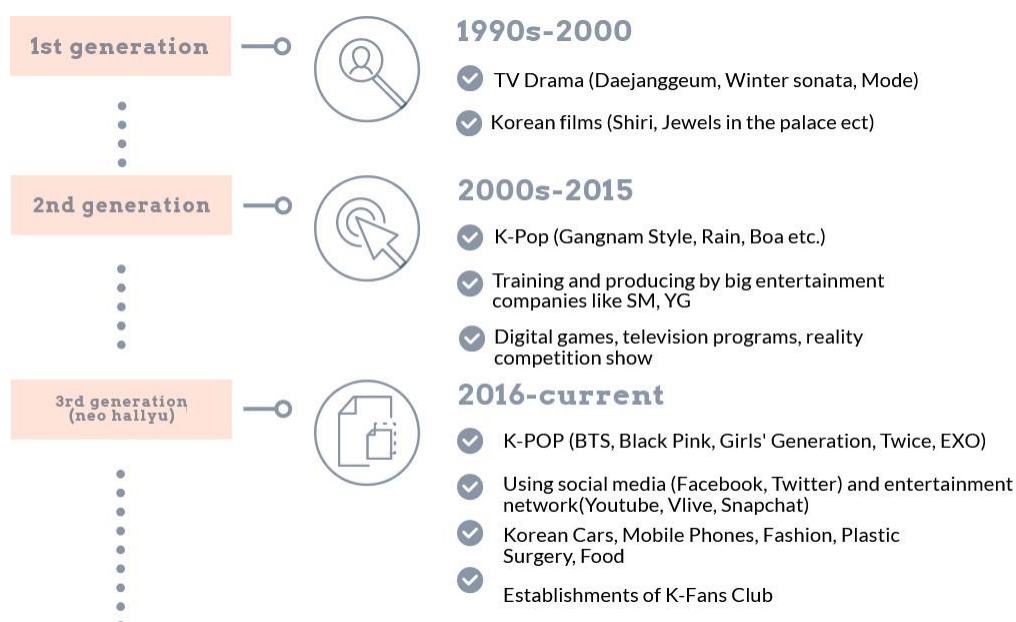 1st generation
1990s-2000
TV Drama (Daejanggeum, Winter sonata, Mode)
Korean films (Shiri, Jewels in the palace ect)
2nd generation
2000s-2015
K-Pop (Gangnam Style, Rain, Boa etc.)
Training and producing by big entertainment
companies like SM, YG
Digital games, television programs, reality
competition show
3rd generation
(neo hallyu)
2016-current
K-POP (BTS, Black Pink, Girls' Generation, Twice, EXO)
Using social media (Facebook, Twitter) and entertainment
network(Youtube, Vlive, Snapchat)
Korean Cars, Mobile Phones, Fashion, Plastic
Surgery, Food
Establishments of K-Fans Club